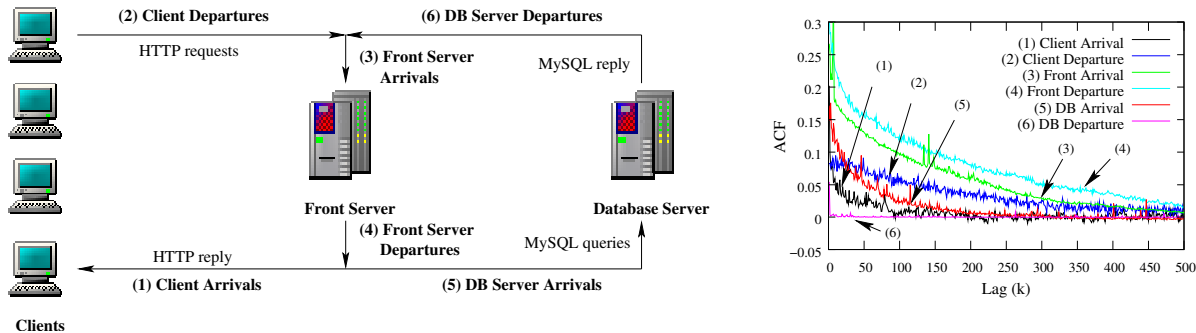 (2) Client Departures
(6) DB Server Departures
HTTP requests
(3) Front Server
Arrivals
MySQL reply
Front Server
Database Server
(4) Front Server
Departures
MySQL queries
HTTP reply
(1) Client Arrivals
(5) DB Server Arrivals
Clients
0.3
0.25
0.2
0.15
0.1
0.05
0
−0.05
ACF
(1) Client Arrival
(2) Client Departure
(3) Front Arrival
(4) Front Departure
(5) DB Arrival
(6) DB Departure
(1)
(2)
(5)
(3)
(4)
(6)
0 50 100 150 200 250 300 350 400 450 500
Lag (k)